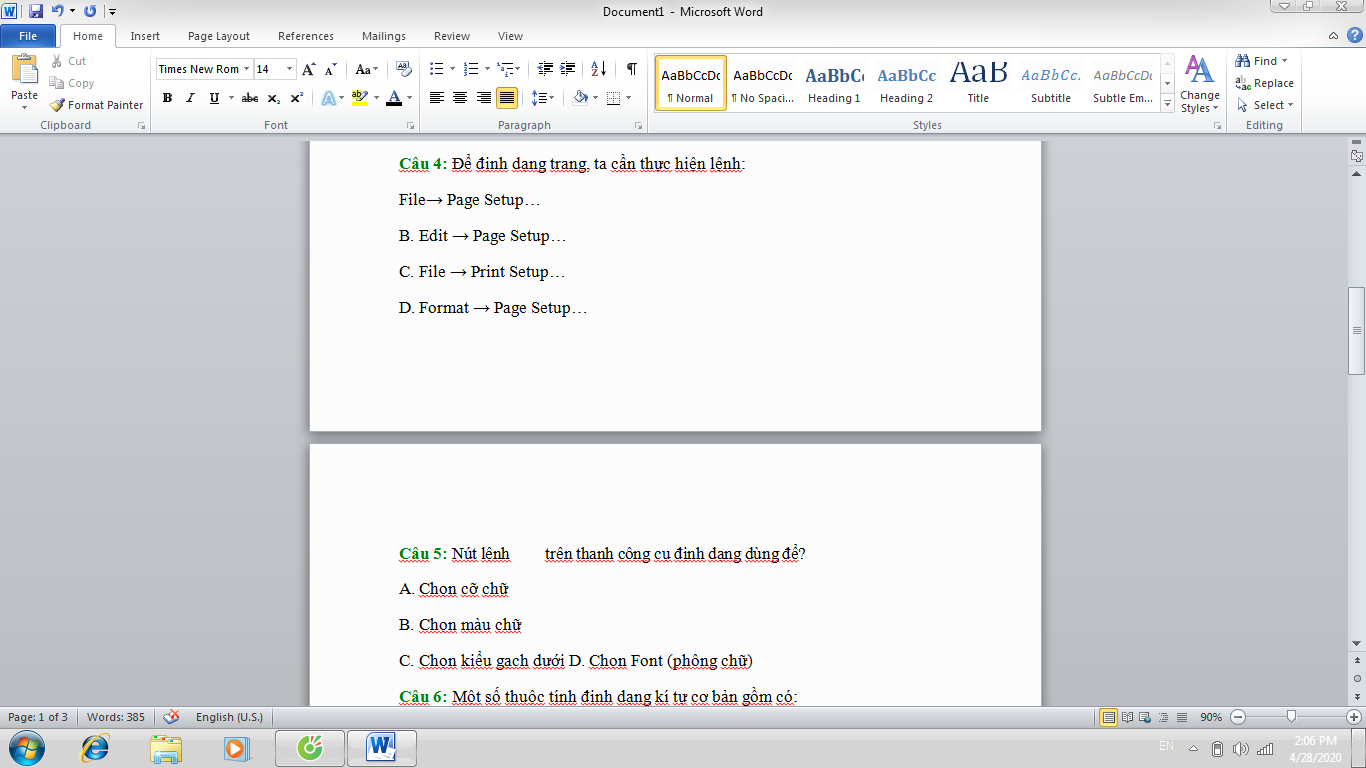 Document1 - Microsoft Word
File Home Insert Page Layout References Mailings Review View
Paste
Cut
Copy
Format Painter
Clipboard
Times New Rom 14
Font
Paragraph
AaBbCcDc AaBbCcDc AaBbCc AaBbCc AaB AaBbCc. AaBbCcDc
¶ Normal ¶ No Spaci... Heading 1 Heading 2 Title Subtitle Subtle Em...
Styles
Change Styles
Find
Replace
Select
Editing
Câu 4: Để định dạng trang, ta cần thực hiện lệnh:
File→ Page Setup…
B. Edit → Page Setup…
C. File → Print Setup…
D. Format → Page Setup…
Câu 5: Nút lệnh trên thanh công cụ định dạng dùng để?
A. Chọn cỡ chữ
B. Chọn màu chữ
C. Chọn kiểu gạch dưới D. Chọn Font (phông chữ)
Câu 6: Một số thuộc tính định dạng kí tự cơ bản gồm có:
Page: 1 of 3 Words: 385 English (U.S.) 90%
EN 2:06 PM
4/28/2020